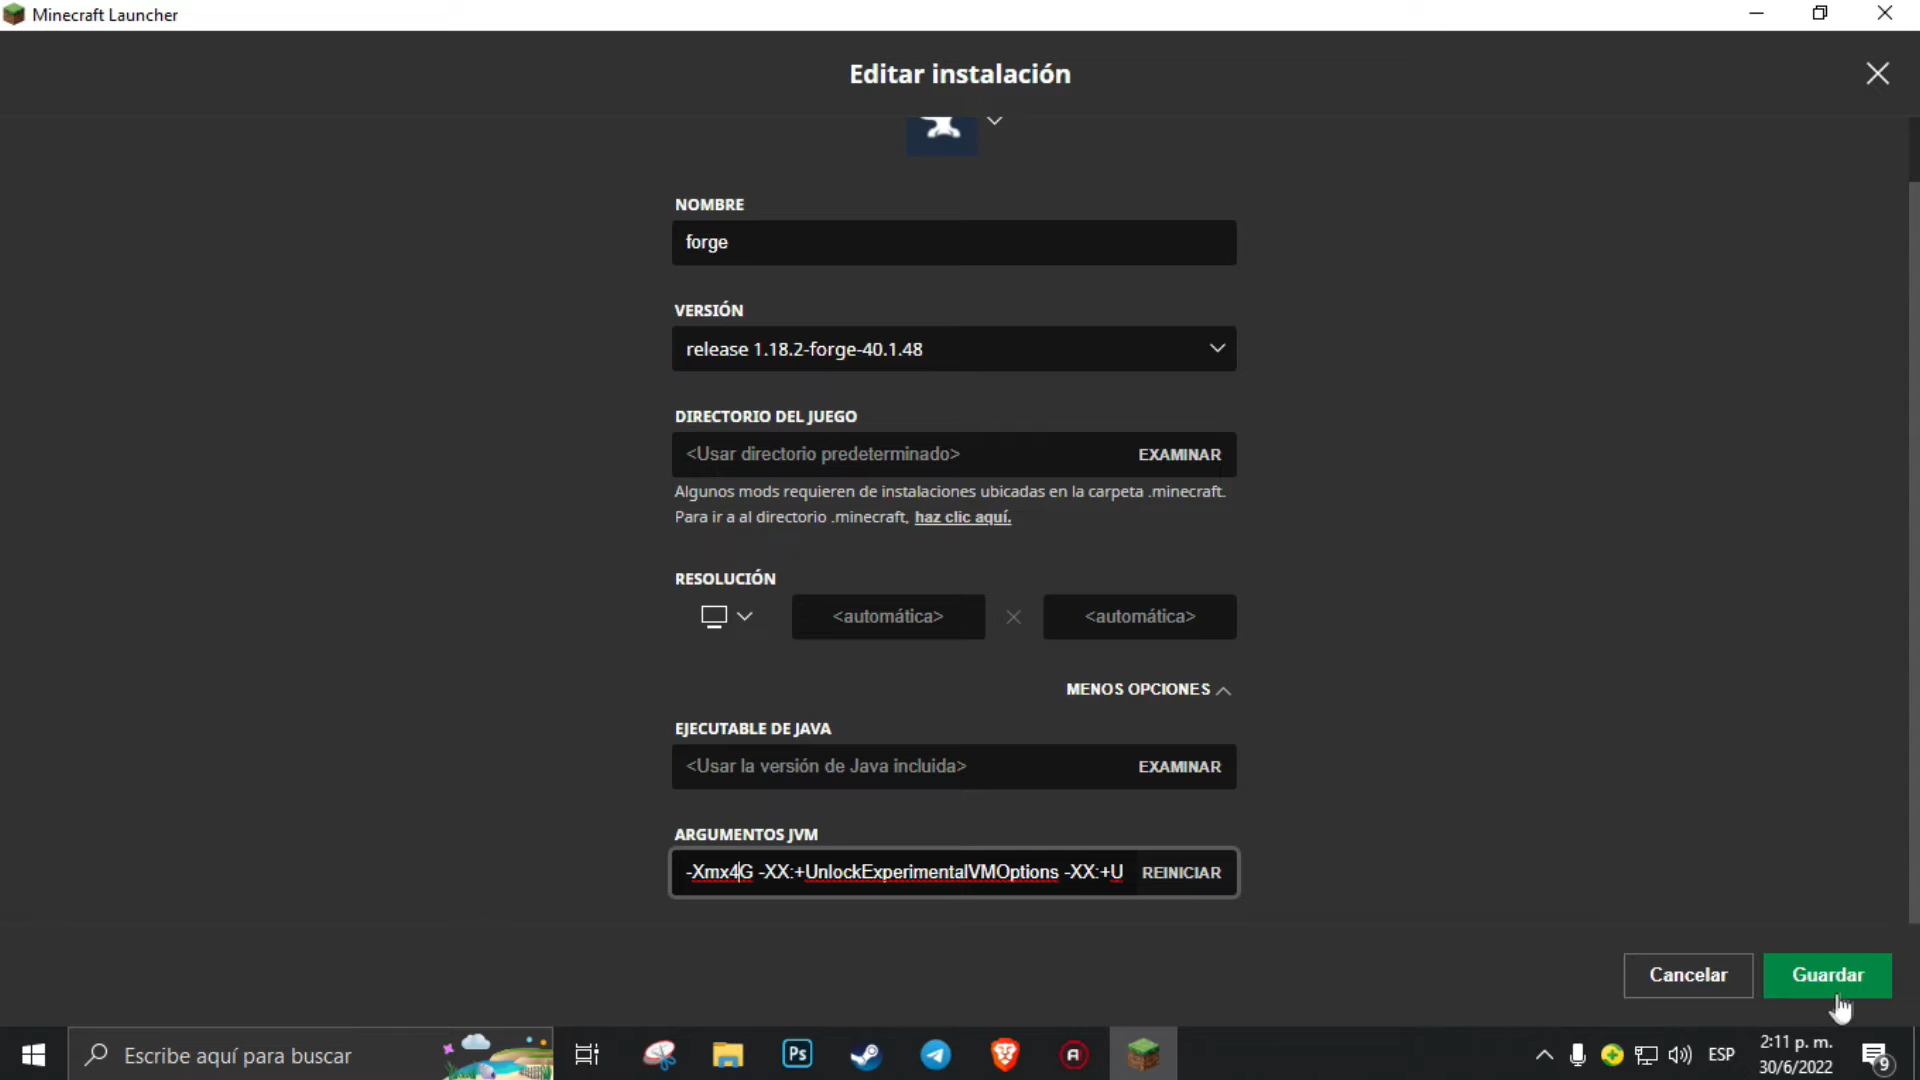 Minecraft Launcher
Editar instalación
NOMBRE
forge
VERSIÓN
release 1.18.2-forge-40.1.48
DIRECTORIO DEL JUEGO
<Usar directorio predeterminado>
EXAMINAR
Algunos mods requieren de instalaciones ubicadas en la carpeta .minecraft.
Para ir a al directorio .minecraft, haz clic aquí.
RESOLUCIÓN
<automática>
<automática>
MENOS OPCIONES
EJECUTABLE DE JAVA
<Usar la versión de Java incluida>
EXAMINAR
ARGUMENTOS JVM
-Xmx4G -XX:+UnlockExperimentalVMOptions -XX:+U
REINICIAR
Cancelar
Guardar
Escribe aquí para buscar
Ps
ESP
2:11 p. m.
30/6/2022
9